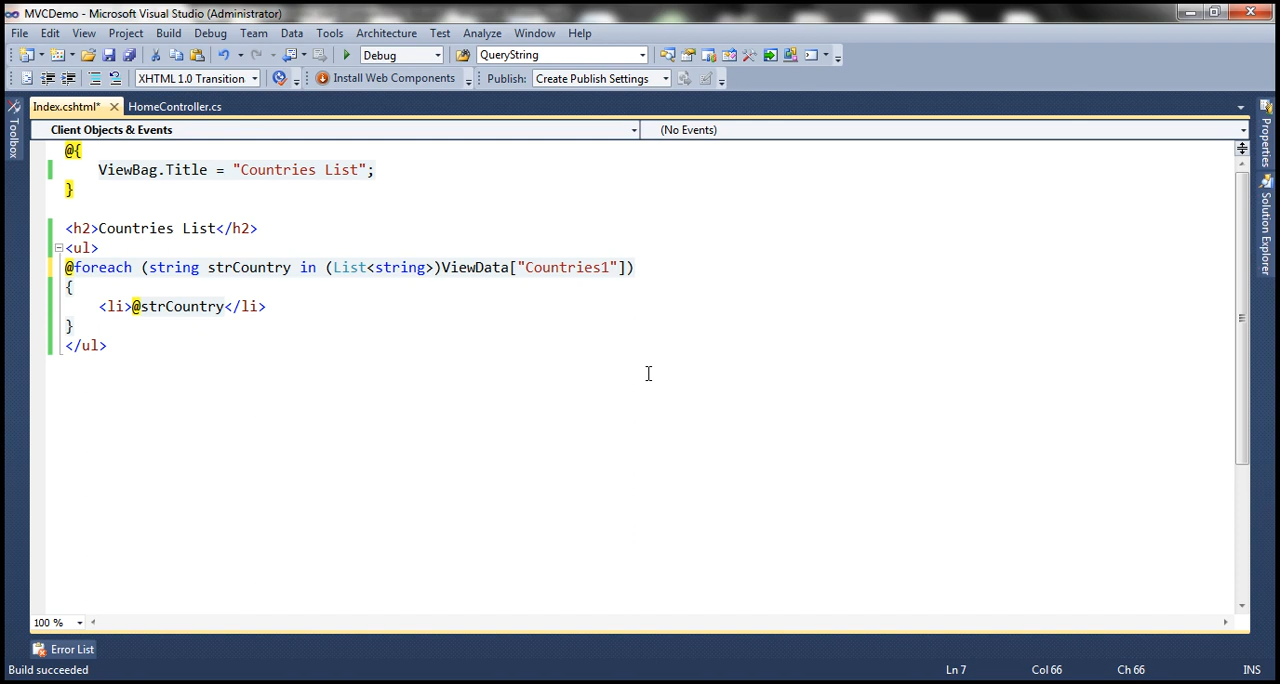 MVCDemo - Microsoft Visual Studio (Administrator)
File Edit View Project Build Debug Team Data Tools Architecture Test Analyze Window Help
Debug QueryString
XHTML 1.0 Transition Install Web Components Publish: Create Publish Settings
Index.cshtml* HomeController.cs
Client Objects & Events (No Events)
Toolbox
Properties
Solution Explorer
@{
ViewBag.Title = "Countries List";
}
<h2>Countries List</h2>
<ul>
@foreach (string strCountry in (List<string>)ViewData["Countries1"])
{
<li>@strCountry</li>
}
</ul>
100 %
Error List
Build succeeded Ln 7 Col 66 Ch 66 INS